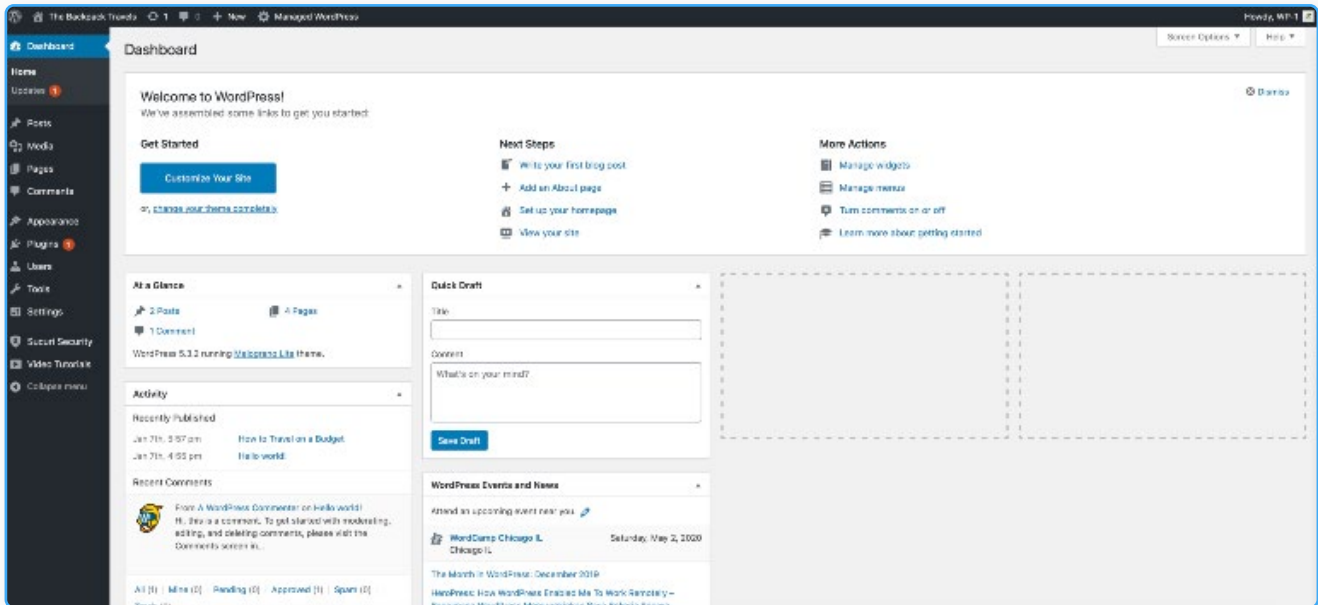 The Backpack Travels 1 0 + New Managed WordPress
Howdy, WP-1
Dashboard
Home
Updates 1
Posts
Media
Pages
Comments
Appearance
Plugins 1
Users
Tools
Settings
Sucuri Security
Video Tutorials
Collapse menu
Dashboard
Screen Options Help
Welcome to WordPress!
Dismiss
We've assembled some links to get you started:
Get Started
Customize Your Site
or, change your theme completely
Next Steps
Write your first blog post
Add an About page
Set up your homepage
View your site
More Actions
Manage widgets
Manage menus
Turn comments on or off
Learn more about getting started
At a Glance
2 Posts 4 Pages
1 Comment
WordPress 5.3.2 running Lite theme.
Activity
Recently Published
Jan 7th, 5:57 pm How to Travel on a Budget
Jan 7th, 4:55 pm Hello world!
Recent Comments
From A WordPress Commenter on Hello world!
Hi, this is a comment. To get started with moderating,
editing, and deleting comments, please visit the
Comments screen in...
All (1) | Mine (0) | Pending (0) | Approved (1) | Spam (0)
Quick Draft
Title
Content
What's on your mind?
Save Draft
WordPress Events and News
Attend an upcoming event near you.
WordCamp Chicago IL Saturday, May 2, 2020
Chicago IL
The Month in WordPress: December 2019
HeroPress: How WordPress Enabled Me To Work Remotely –